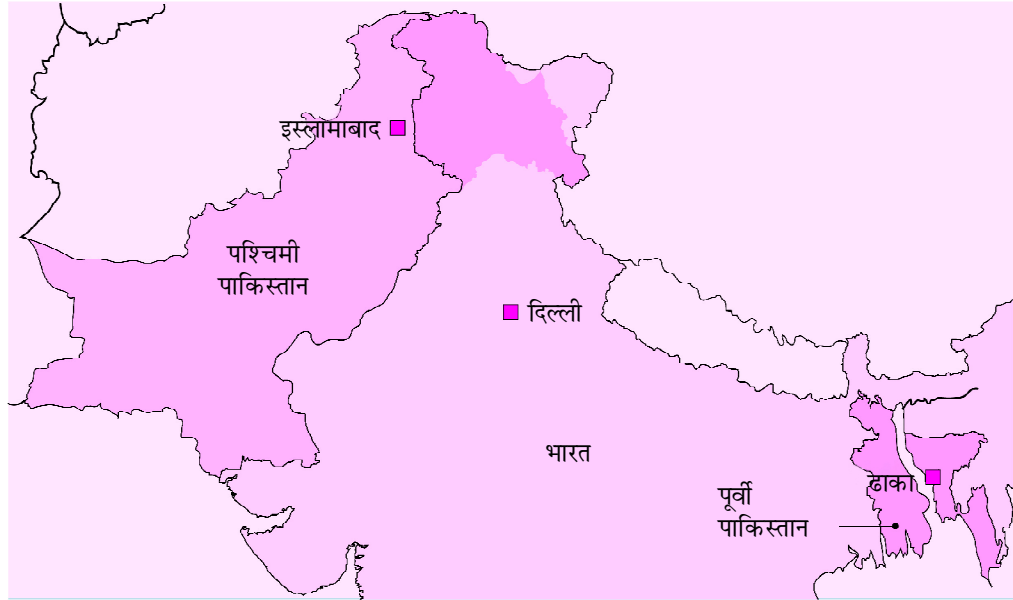 इस्लामाबाद
पश्चिमी
पाकिस्तान
दिल्ली
भारत
ढाका
पूर्वी
पाकिस्तान